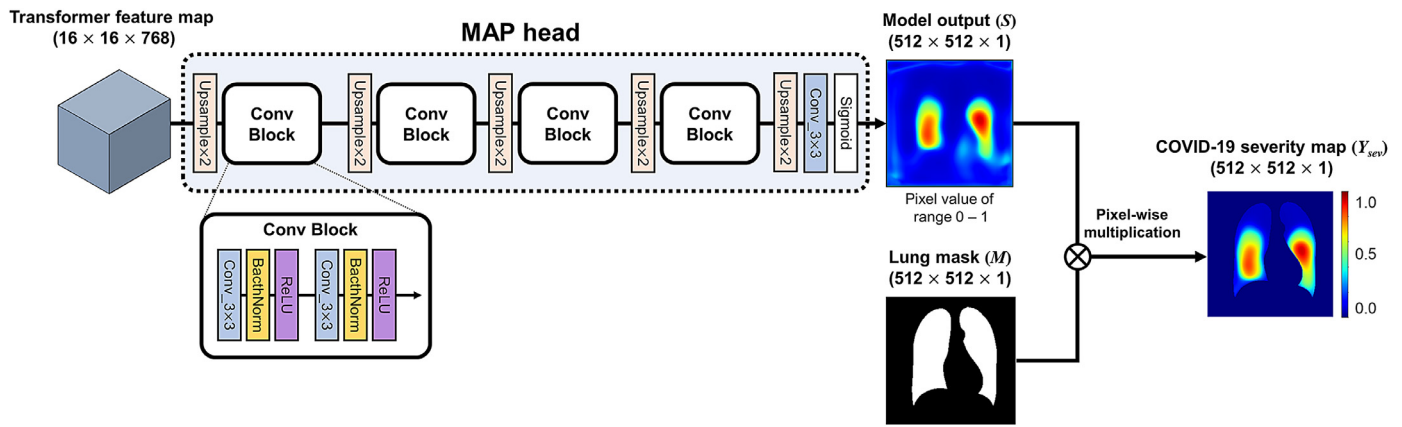 Transformer feature map
(16 × 16 × 768)
MAP head
Upsample×2
Conv
Block
Upsample×2
Conv
Block
Upsample×2
Conv
Block
Upsample×2
Conv
Block
Upsample×2
Conv_3×3
Sigmoid
Conv Block
Conv_3×3
BacthNorm
ReLU
Conv_3×3
BacthNorm
ReLU
Model output (S)
(512 × 512 × 1)
Pixel value of
range 0 – 1
Lung mask (M)
(512 × 512 × 1)
Pixel-wise
multiplication
COVID-19 severity map (Ysev)
(512 × 512 × 1)
1.0
0.5
0.0